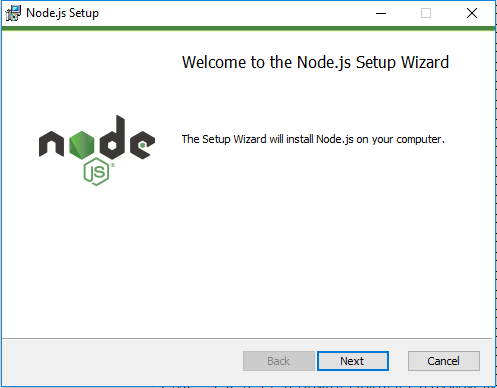 Node.js Setup
Welcome to the Node.js Setup Wizard
The Setup Wizard will install Node.js on your computer.
node
JS
Back
Next
Cancel